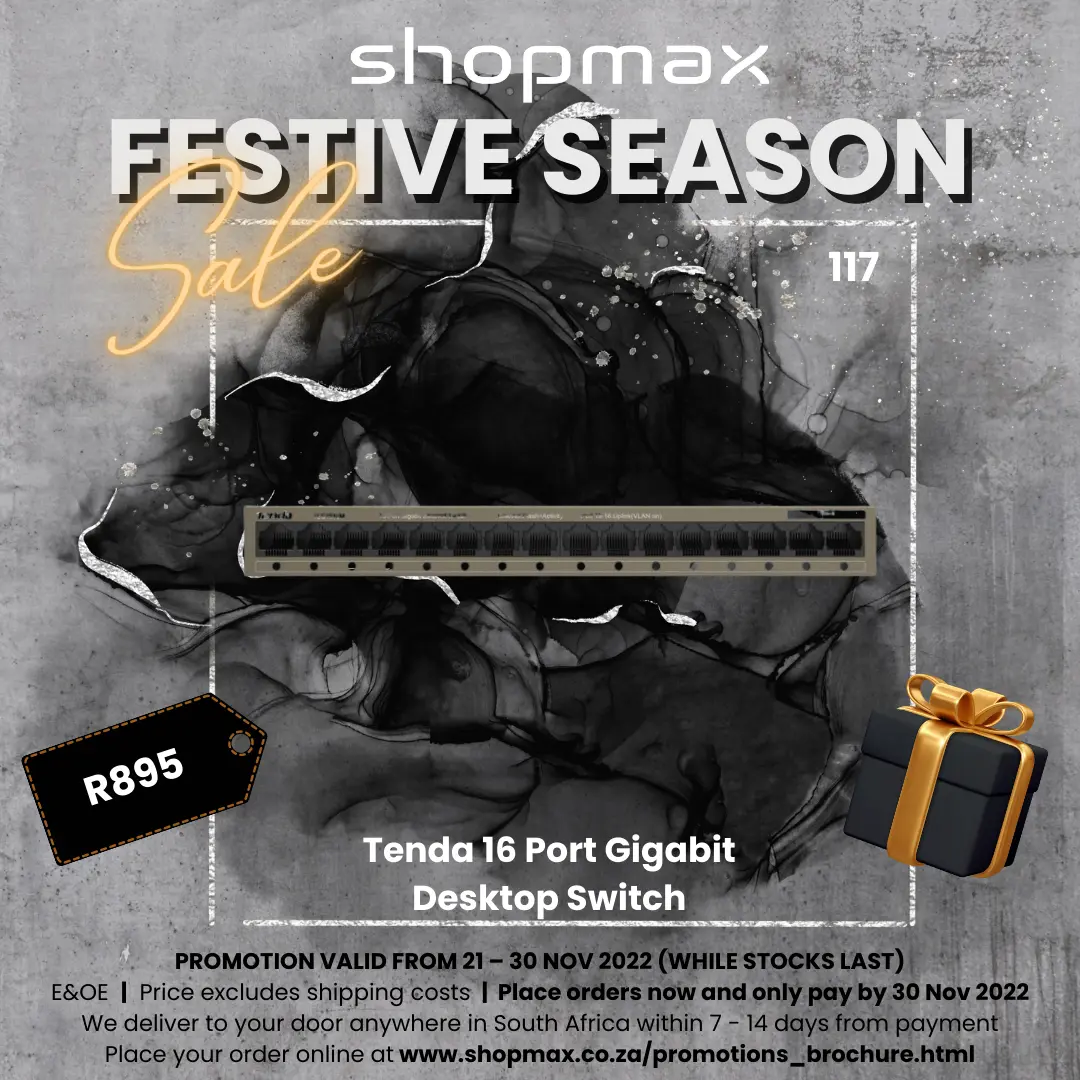 shopmax
FESTIVE SEASON
Sale
117
R895
Tenda 16 Port Gigabit
Desktop Switch
PROMOTION VALID FROM 21 – 30 NOV 2022 (WHILE STOCKS LAST)
E&OE | Price excludes shipping costs | Place orders now and only pay by 30 Nov 2022
We deliver to your door anywhere in South Africa within 7 - 14 days from payment
Place your order online at www.shopmax.co.za/promotions_brochure.html